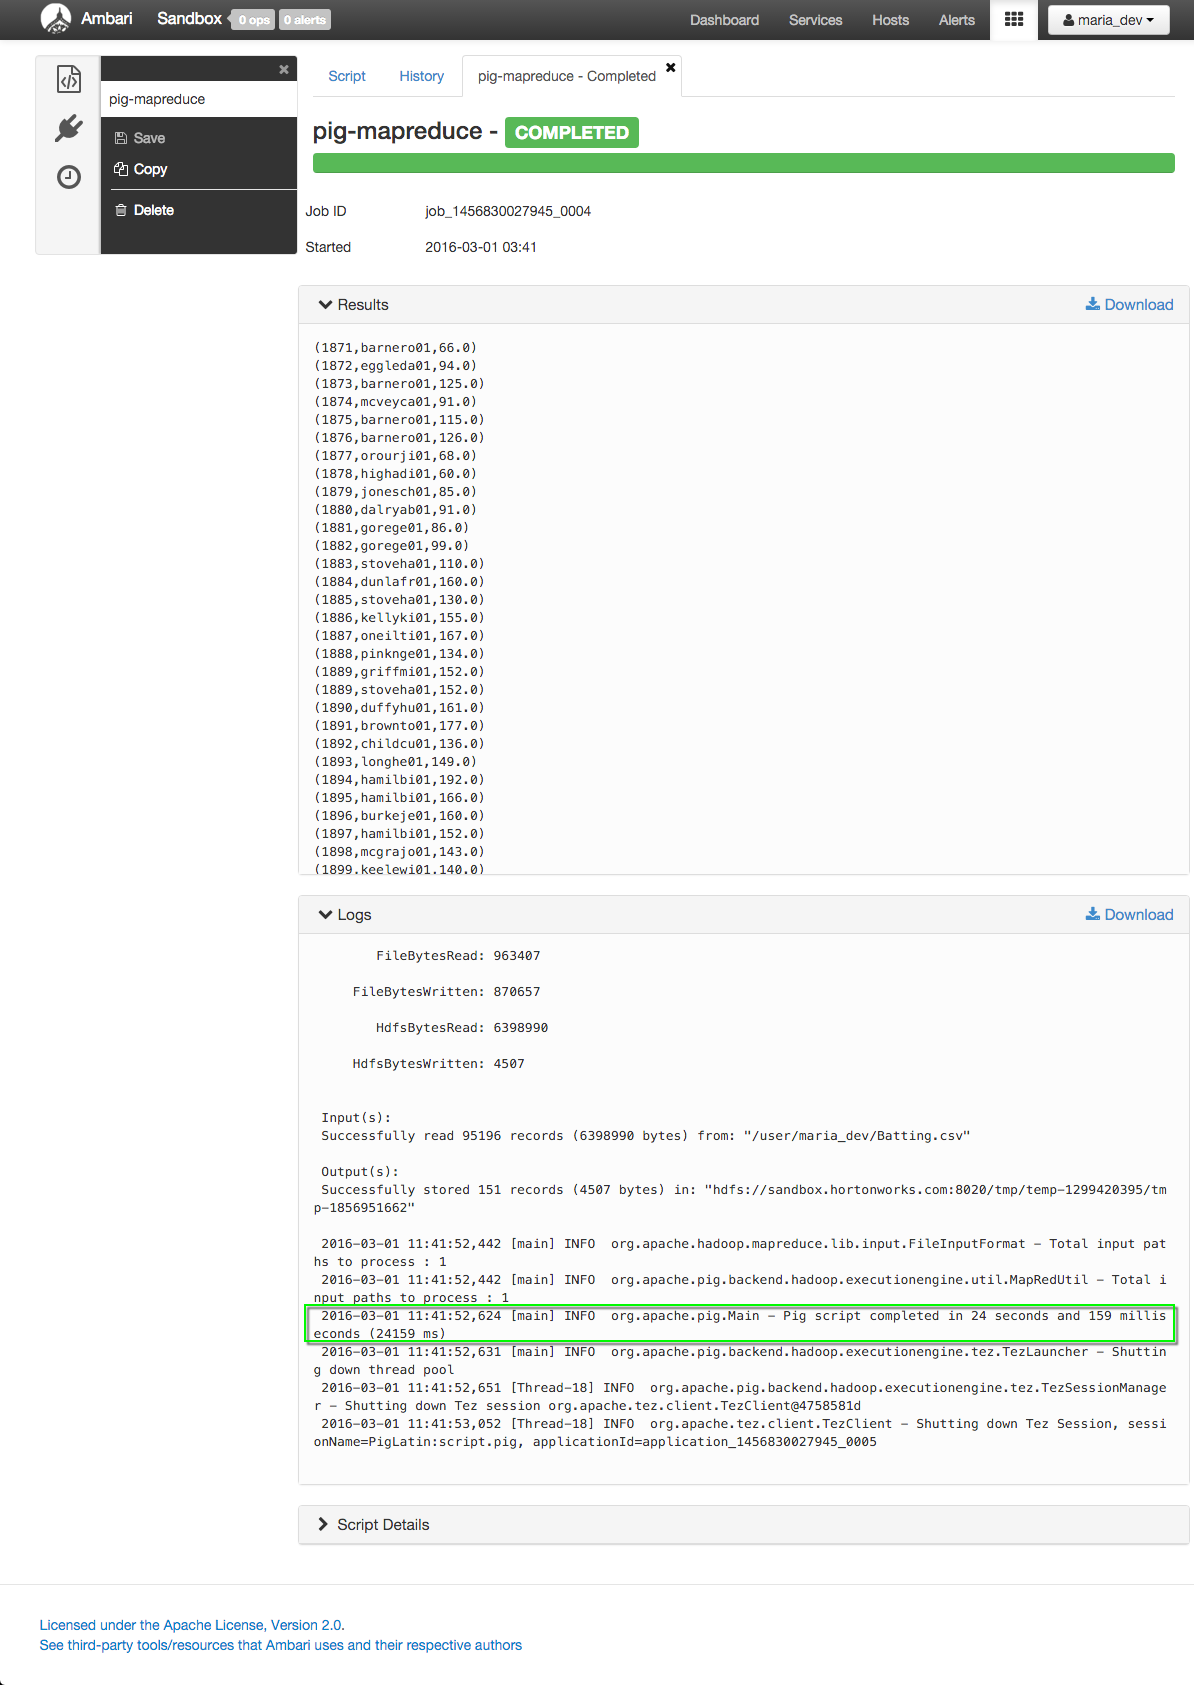 Ambari Sandbox 0 ops 0 alerts Dashboard Services Hosts Alerts maria_dev
pig-mapreduce
Save
Copy
Delete
Script History pig-mapreduce - Completed
pig-mapreduce - COMPLETED
Job ID job_1456830027945_0004
Started 2016-03-01 03:41
Results Download
(1871,barnero01,66.0)
(1872,eggleda01,94.0)
(1873,barnero01,125.0)
(1874,mcveyca01,91.0)
(1875,barnero01,115.0)
(1876,barnero01,126.0)
(1877,orourji01,68.0)
(1878,highadi01,60.0)
(1879,jonesch01,85.0)
(1880,dalryab01,91.0)
(1881,gorege01,86.0)
(1882,gorege01,99.0)
(1883,stoveha01,110.0)
(1884,dunlafr01,160.0)
(1885,stoveha01,130.0)
(1886,kellyki01,155.0)
(1887,oneilti01,167.0)
(1888,pinknge01,134.0)
(1889,griffmi01,152.0)
(1889,stoveha01,152.0)
(1890,duffyhu01,161.0)
(1891,brownto01,177.0)
(1892,childcu01,136.0)
(1893,longhe01,149.0)
(1894,hamilbi01,192.0)
(1895,hamilbi01,166.0)
(1896,burkeje01,160.0)
(1897,hamilbi01,152.0)
(1898,mcgrajo01,143.0)
(1899,keelewi01,140.0)
Logs Download
FileBytesRead: 963407
FileBytesWritten: 870657
HdfsBytesRead: 6398990
HdfsBytesWritten: 4507
Input(s):
Successfully read 95196 records (6398990 bytes) from: "/user/maria_dev/Batting.csv"
Output(s):
Successfully stored 151 records (4507 bytes) in: "hdfs://sandbox.hortonworks.com:8020/tmp/temp-1299420395/tm
p-1856951662"
2016-03-01 11:41:52,442 [main] INFO org.apache.hadoop.mapreduce.lib.input.FileInputFormat - Total input pat
hs to process : 1
2016-03-01 11:41:52,442 [main] INFO org.apache.pig.backend.hadoop.executionengine.util.MapRedUtil - Total i
nput paths to process : 1
2016-03-01 11:41:52,624 [main] INFO org.apache.pig.Main - Pig script completed in 24 seconds and 159 millis
econds (24159 ms)
2016-03-01 11:41:52,631 [main] INFO org.apache.pig.backend.hadoop.executionengine.tez.TezLauncher - Shuttin
g down thread pool
2016-03-01 11:41:52,651 [Thread-18] INFO org.apache.pig.backend.hadoop.executionengine.tez.TezSessionManage
r - Shutting down Tez session org.apache.tez.client.TezClient@4758581d
2016-03-01 11:41:53,052 [Thread-18] INFO org.apache.tez.client.TezClient - Shutting down Tez Session, sessi
onName=PigLatin:script.pig, applicationId=application_1456830027945_0005
Script Details
Licensed under the Apache License, Version 2.0.
See third-party tools/resources that Ambari uses and their respective authors